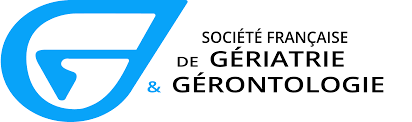 SOCIÉTÉ FRANÇAISE
DE GÉRIATRIE
& GÉRONTOLOGIE